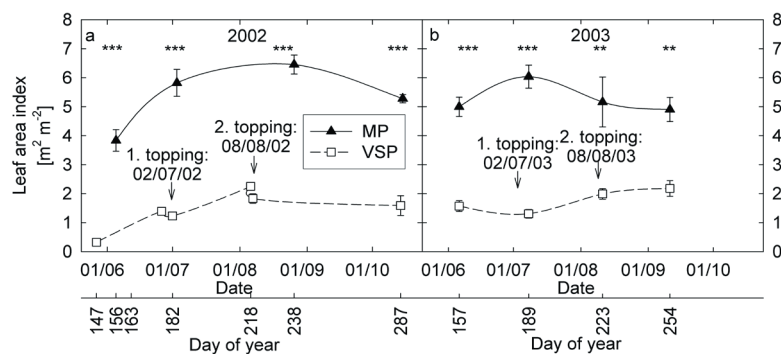 a
2002
*** *** *** ***
b
2003
*** *** ** **
Leaf area index
[m² m⁻²]
8
7
6
5
4
3
2
1
0
8
7
6
5
4
3
2
1
0
1. topping:
02/07/02
2. topping:
08/08/02
MP
VSP
1. topping:
02/07/03
2. topping:
08/08/03
01/06 01/07 01/08 01/09 01/10
01/06 01/07 01/08 01/09 01/10
Date
Date
147 156 163 182 218 238 287
157 189 223 254
Day of year
Day of year